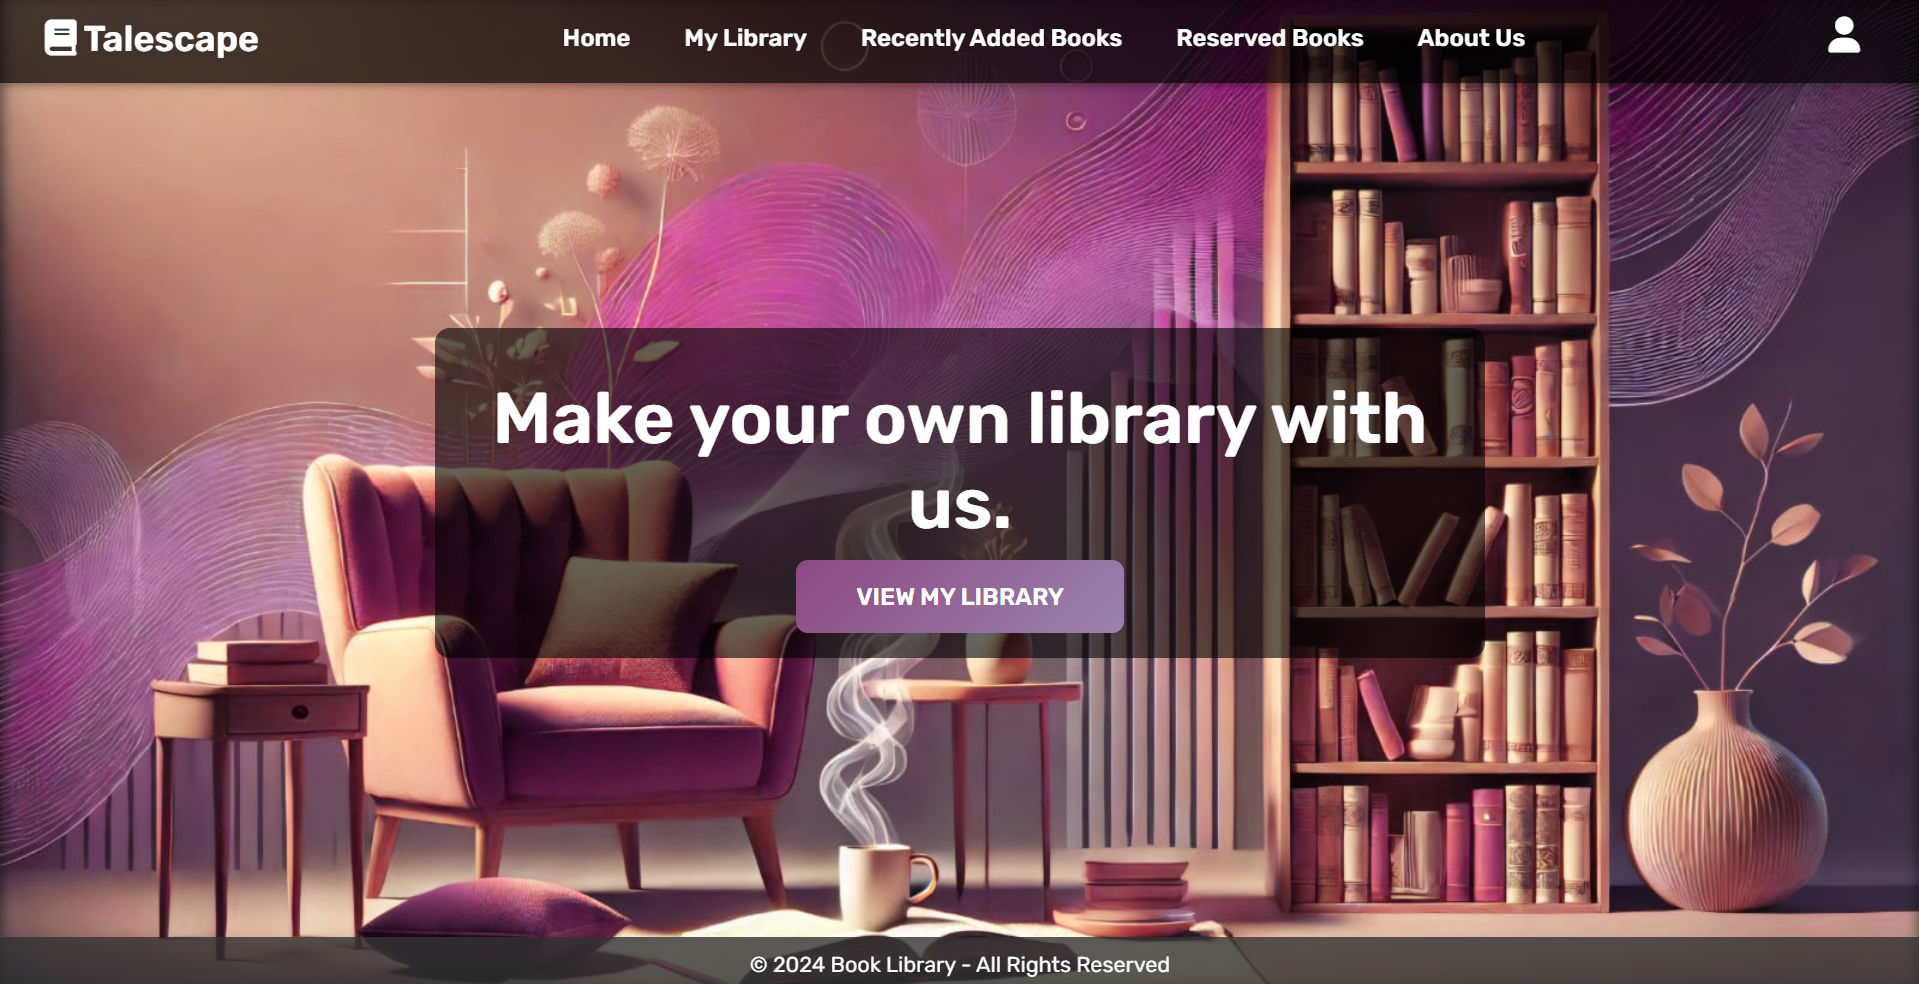 Talescape
Home
My Library
Recently Added Books
Reserved Books
About Us
Make your own library with
us.
VIEW MY LIBRARY
© 2024 Book Library - All Rights Reserved